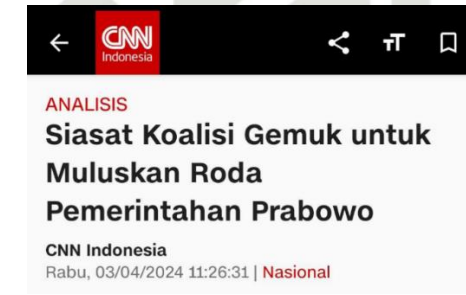 CNN
Indonesia
TT
ANALISIS
Siasat Koalisi Gemuk untuk
Muluskan Roda
Pemerintahan Prabowo
CNN Indonesia
Rabu, 03/04/2024 11:26:31 | Nasional